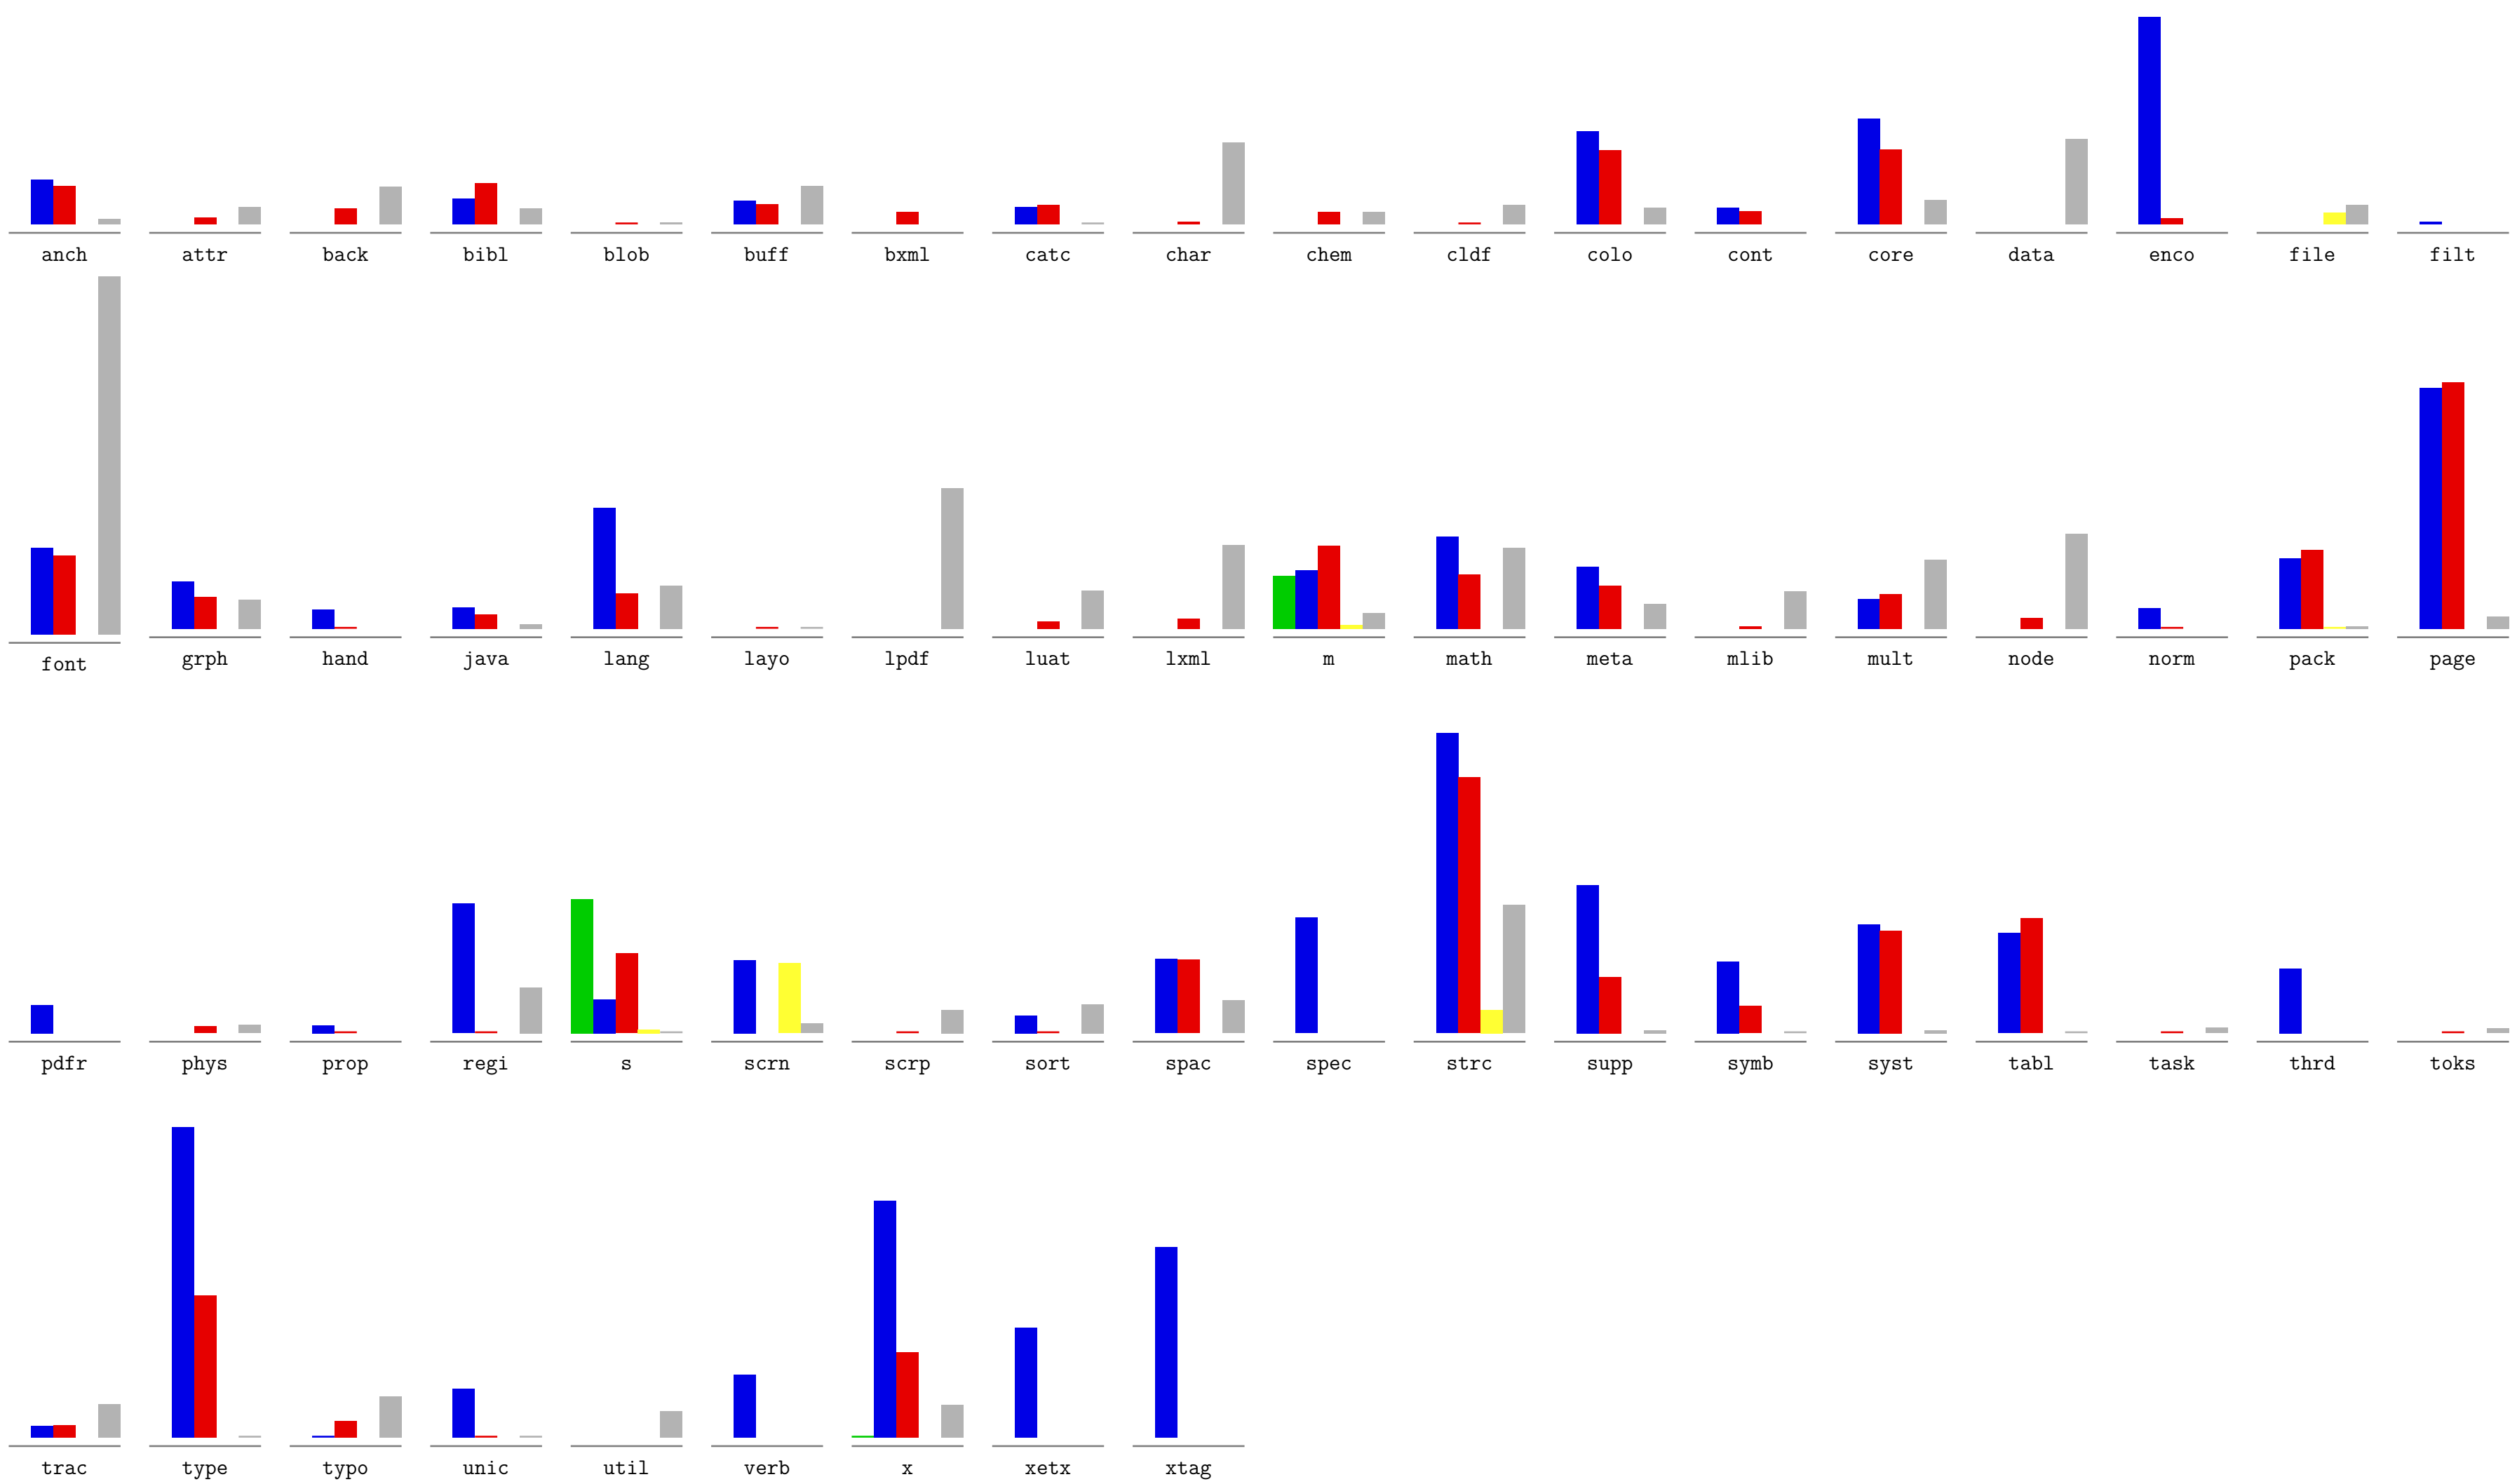 anch attr back bibl blob buff bxml catc char chem cldf colo cont core data enco file filt
font grph hand java lang layo lpdf luat lxml m math meta mlib mult node norm pack page
pdfr phys prop regi s scrn scrp sort spac spec strc supp symb syst tabl task thrd toks
trac type typo unic util verb x xetx xtag